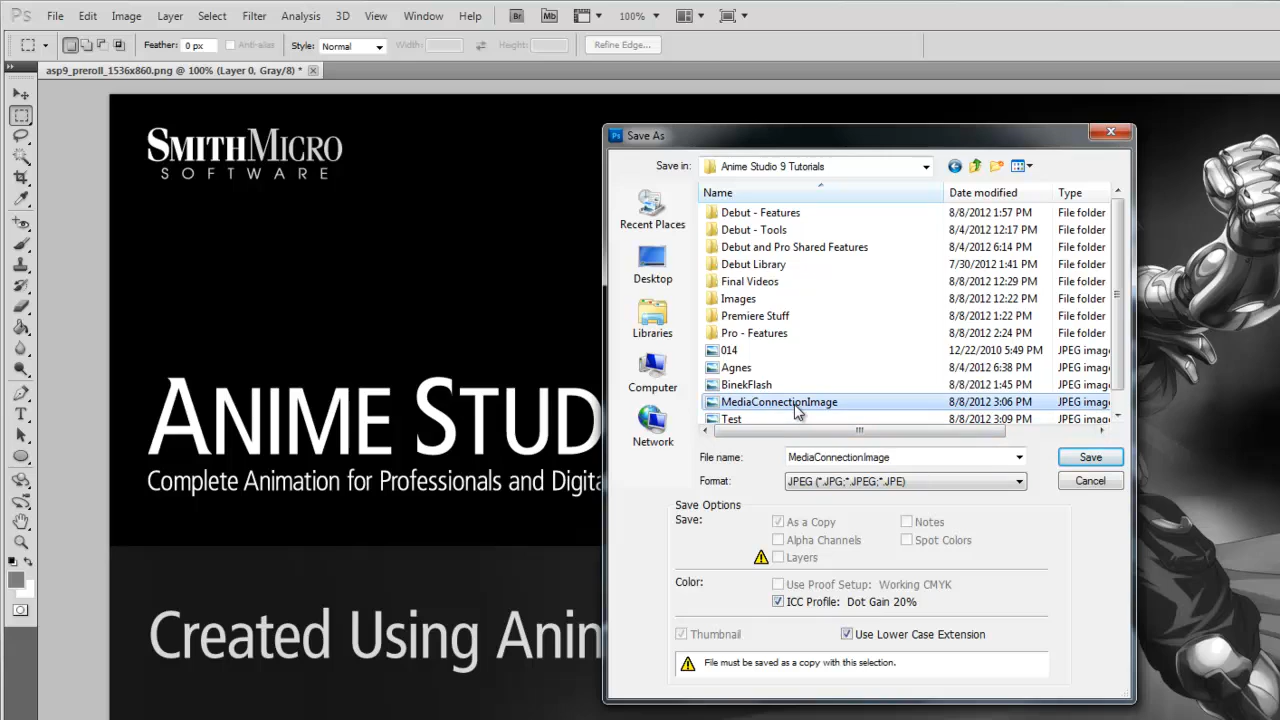 Ps File Edit Image Layer Select Filter Analysis 3D View Window Help Br Mb 100%
Feather: 0 px Anti-alias Style: Normal Width: Height: Refine Edge...
asp9_preroll_1536x860.png @ 100% (Layer 0, Gray/8) *
SMITHMICRO
SOFTWARE
ANIME STUD
Complete Animation for Professionals and Digita
Created Using Anim
Ps Save As
Save in: Anime Studio 9 Tutorials
Name Date modified Type
Debut - Features 8/8/2012 1:57 PM File folder
Debut - Tools 8/4/2012 12:17 PM File folder
Debut and Pro Shared Features 8/4/2012 6:14 PM File folder
Debut Library 7/30/2012 1:41 PM File folder
Final Videos 8/8/2012 12:29 PM File folder
Images 8/8/2012 12:22 PM File folder
Premiere Stuff 8/8/2012 1:22 PM File folder
Pro - Features 8/8/2012 2:24 PM File folder
014 12/22/2010 5:49 PM JPEG imag
Agnes 8/4/2012 6:38 PM JPEG imag
BinekFlash 8/8/2012 1:45 PM JPEG imag
MediaConnectionImage 8/8/2012 3:06 PM JPEG imag
Test 8/8/2012 3:09 PM JPEG imag
Recent Places
Desktop
Libraries
Computer
Network
File name: MediaConnectionImage Save
Format: JPEG (*.JPG;*.JPEG;*.JPE) Cancel
Save Options
Save: As a Copy Notes
Alpha Channels Spot Colors
Layers
Color: Use Proof Setup: Working CMYK
ICC Profile: Dot Gain 20%
Thumbnail Use Lower Case Extension
File must be saved as a copy with this selection.